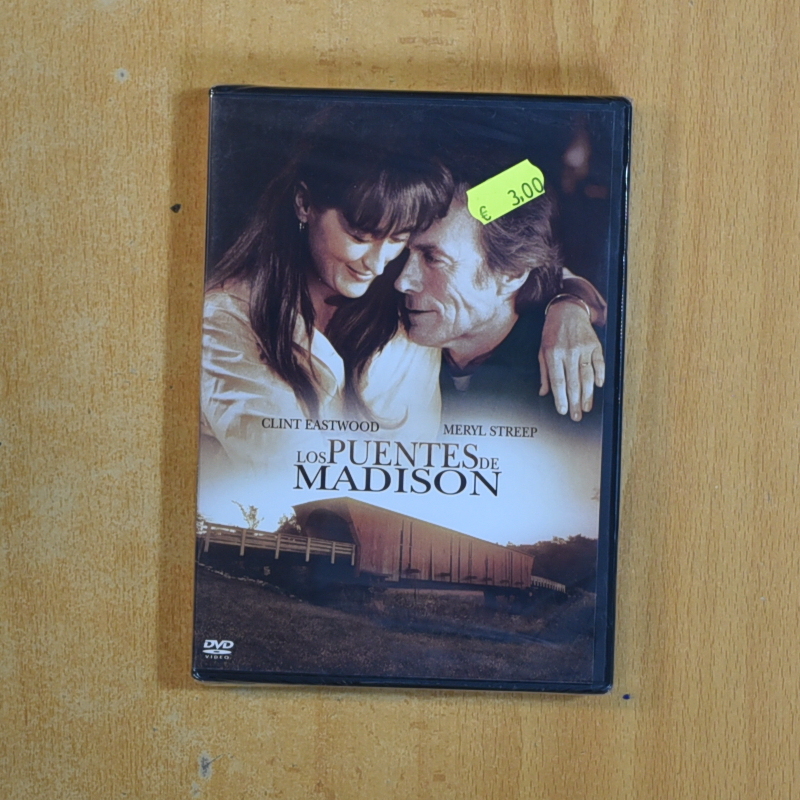 € 3,00
CLINT EASTWOOD MERYL STREEP
LOS PUENTES DE
MADISON
DVD
VIDEO